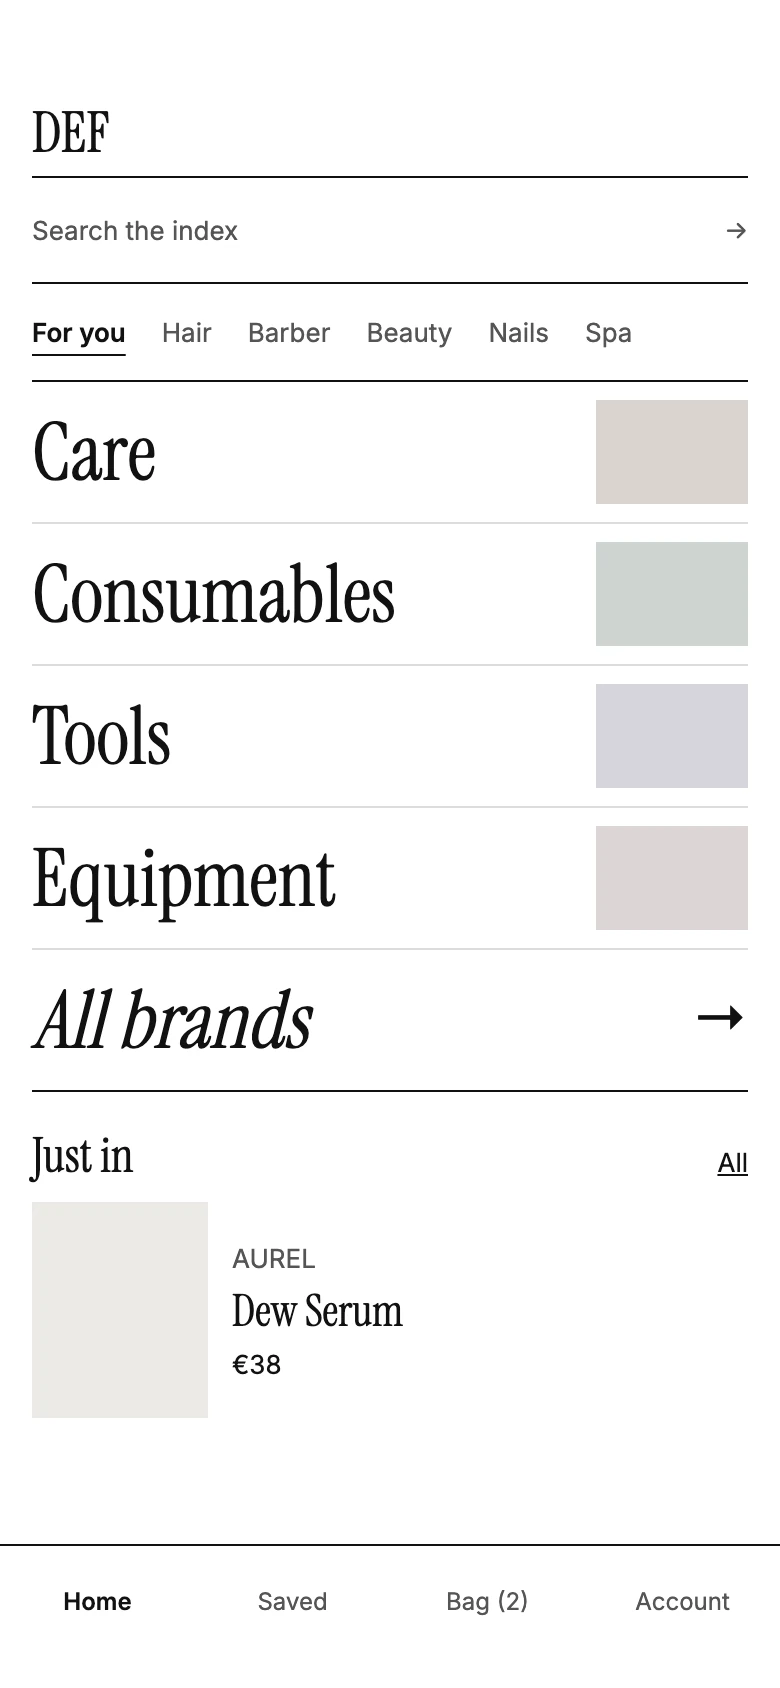 DEF
Search the index →
For you Hair Barber Beauty Nails Spa
Care
Consumables
Tools
Equipment
All brands →
Just in All
AUREL
Dew Serum
€38
Home Saved Bag (2) Account